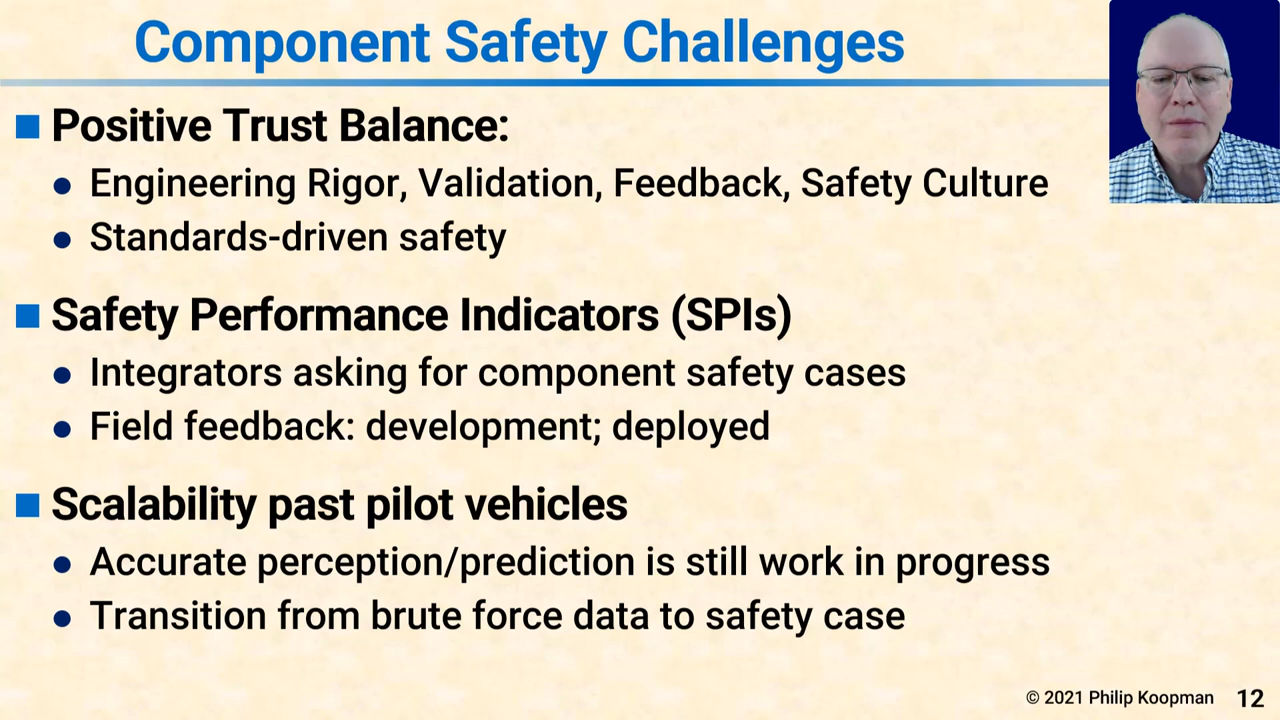 Component Safety Challenges
Positive Trust Balance:
Engineering Rigor, Validation, Feedback, Safety Culture
Standards-driven safety
Safety Performance Indicators (SPIs)
Integrators asking for component safety cases
Field feedback: development; deployed
Scalability past pilot vehicles
Accurate perception/prediction is still work in progress
Transition from brute force data to safety case
© 2021 Philip Koopman 12